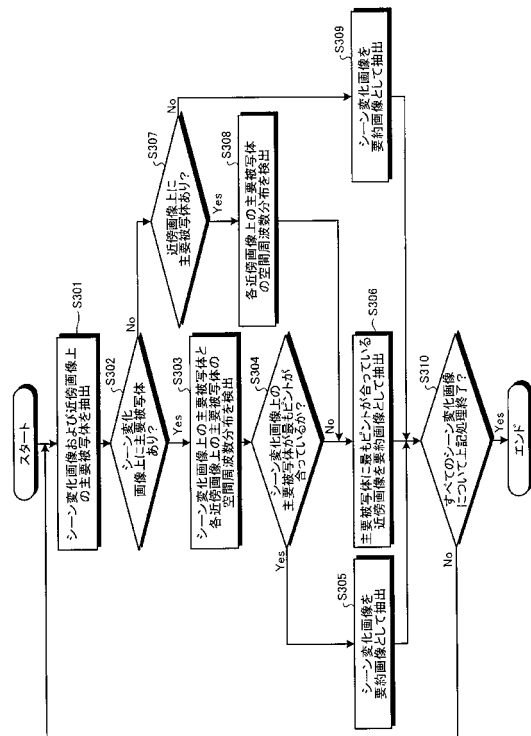 スタート
S301
シーン変化画像および近傍画像上
の主要被写体を抽出
S302
シーン変化
画像上に主要被写体
あり?
No
Yes
S307
近傍画像上に
主要被写体あり?
No
Yes
S303
シーン変化画像上の主要被写体と
各近傍画像上の主要被写体の
空間周波数分布を検出
S308
各近傍画像上の主要被写体
の空間周波数分布を検出
S304
シーン変化画像上の
主要被写体が最もピントが
合っているか?
Yes
No
S305
シーン変化画像を
要約画像として抽出
S306
主要被写体に最もピントが合っている
近傍画像を要約画像として抽出
S309
シーン変化画像を
要約画像として抽出
S310
すべてのシーン変化画像
について上記処理終了?
No
Yes
エンド